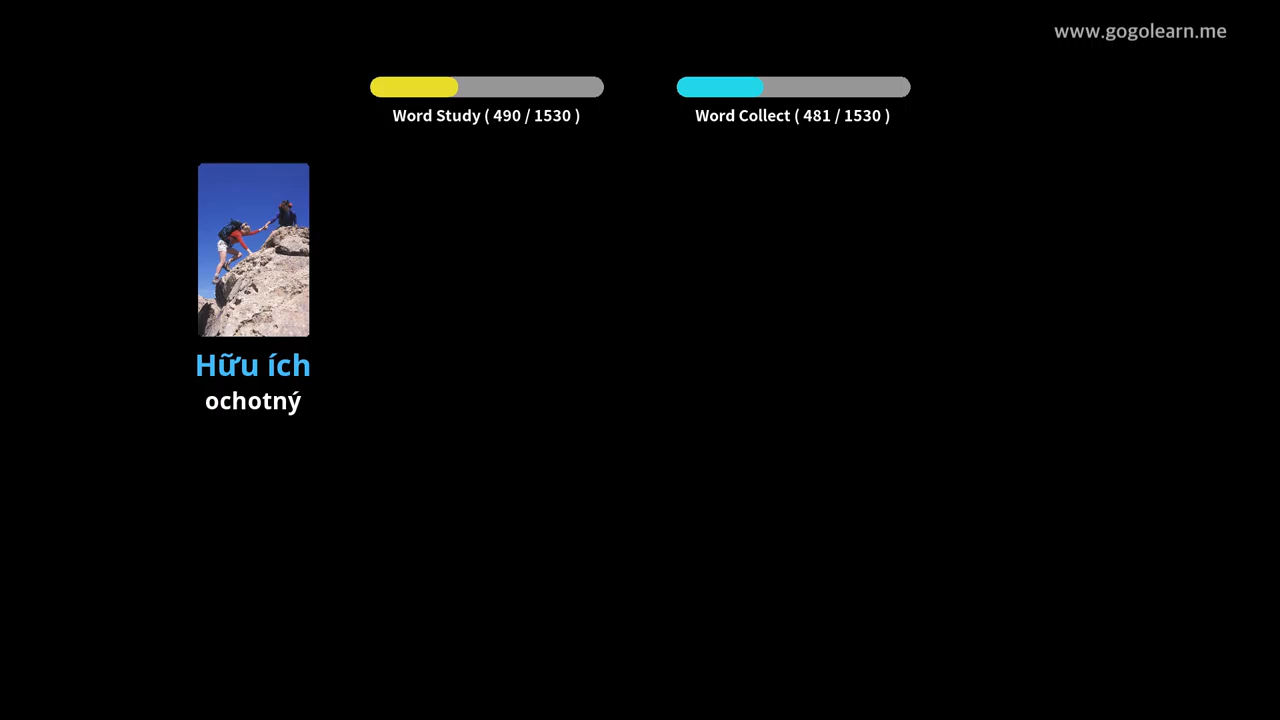 www.gogolearn.me
Word Study ( 490 / 1530 )
Word Collect ( 481 / 1530 )
Hữu ích
ochotný